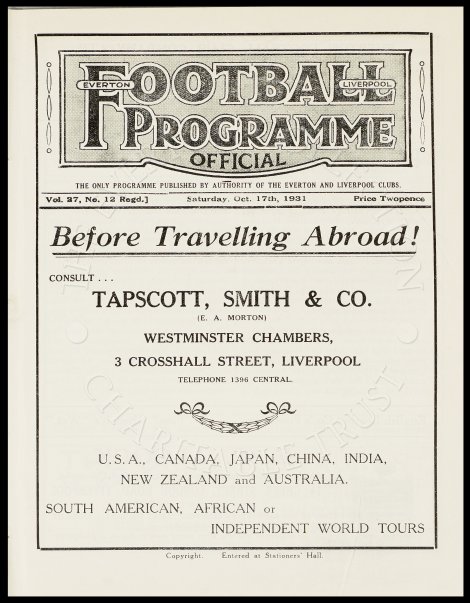 EVERTON FOOTBALL LIVERPOOL
PROGRAMME
OFFICIAL
THE ONLY PROGRAMME PUBLISHED BY AUTHORITY OF THE EVERTON AND LIVERPOOL CLUBS.
Vol. 27, No. 12 Regd.] Saturday, Oct. 17th, 1931 Price Twopence
Before Travelling Abroad!
CONSULT . . .
TAPSCOTT, SMITH & CO.
(E. A. MORTON)
WESTMINSTER CHAMBERS,
3 CROSSHALL STREET, LIVERPOOL
TELEPHONE 1396 CENTRAL.
U.S.A., CANADA, JAPAN, CHINA, INDIA,
NEW ZEALAND and AUSTRALIA.
SOUTH AMERICAN, AFRICAN or
INDEPENDENT WORLD TOURS
Copyright. Entered at Stationers' Hall.
CHARITABLE TRUST